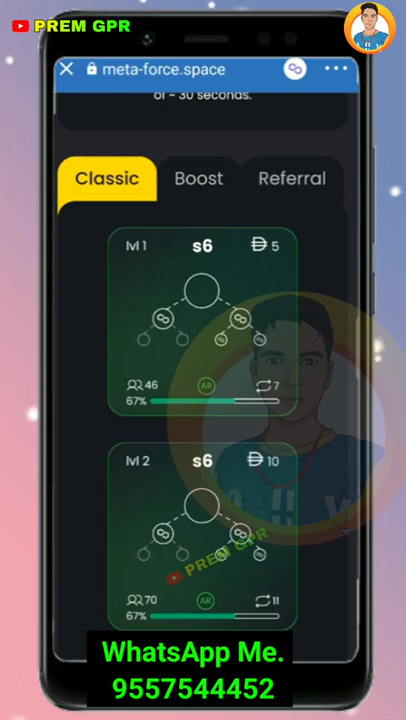 PREM GPR
meta-force.space
of ~ 30 seconds.
Classic Boost Referral
lvl 1 s6 5
46 AR 7
67%
lvl 2 s6 10
PREM GPR
70 AR 11
67%
WhatsApp Me.
9557544452